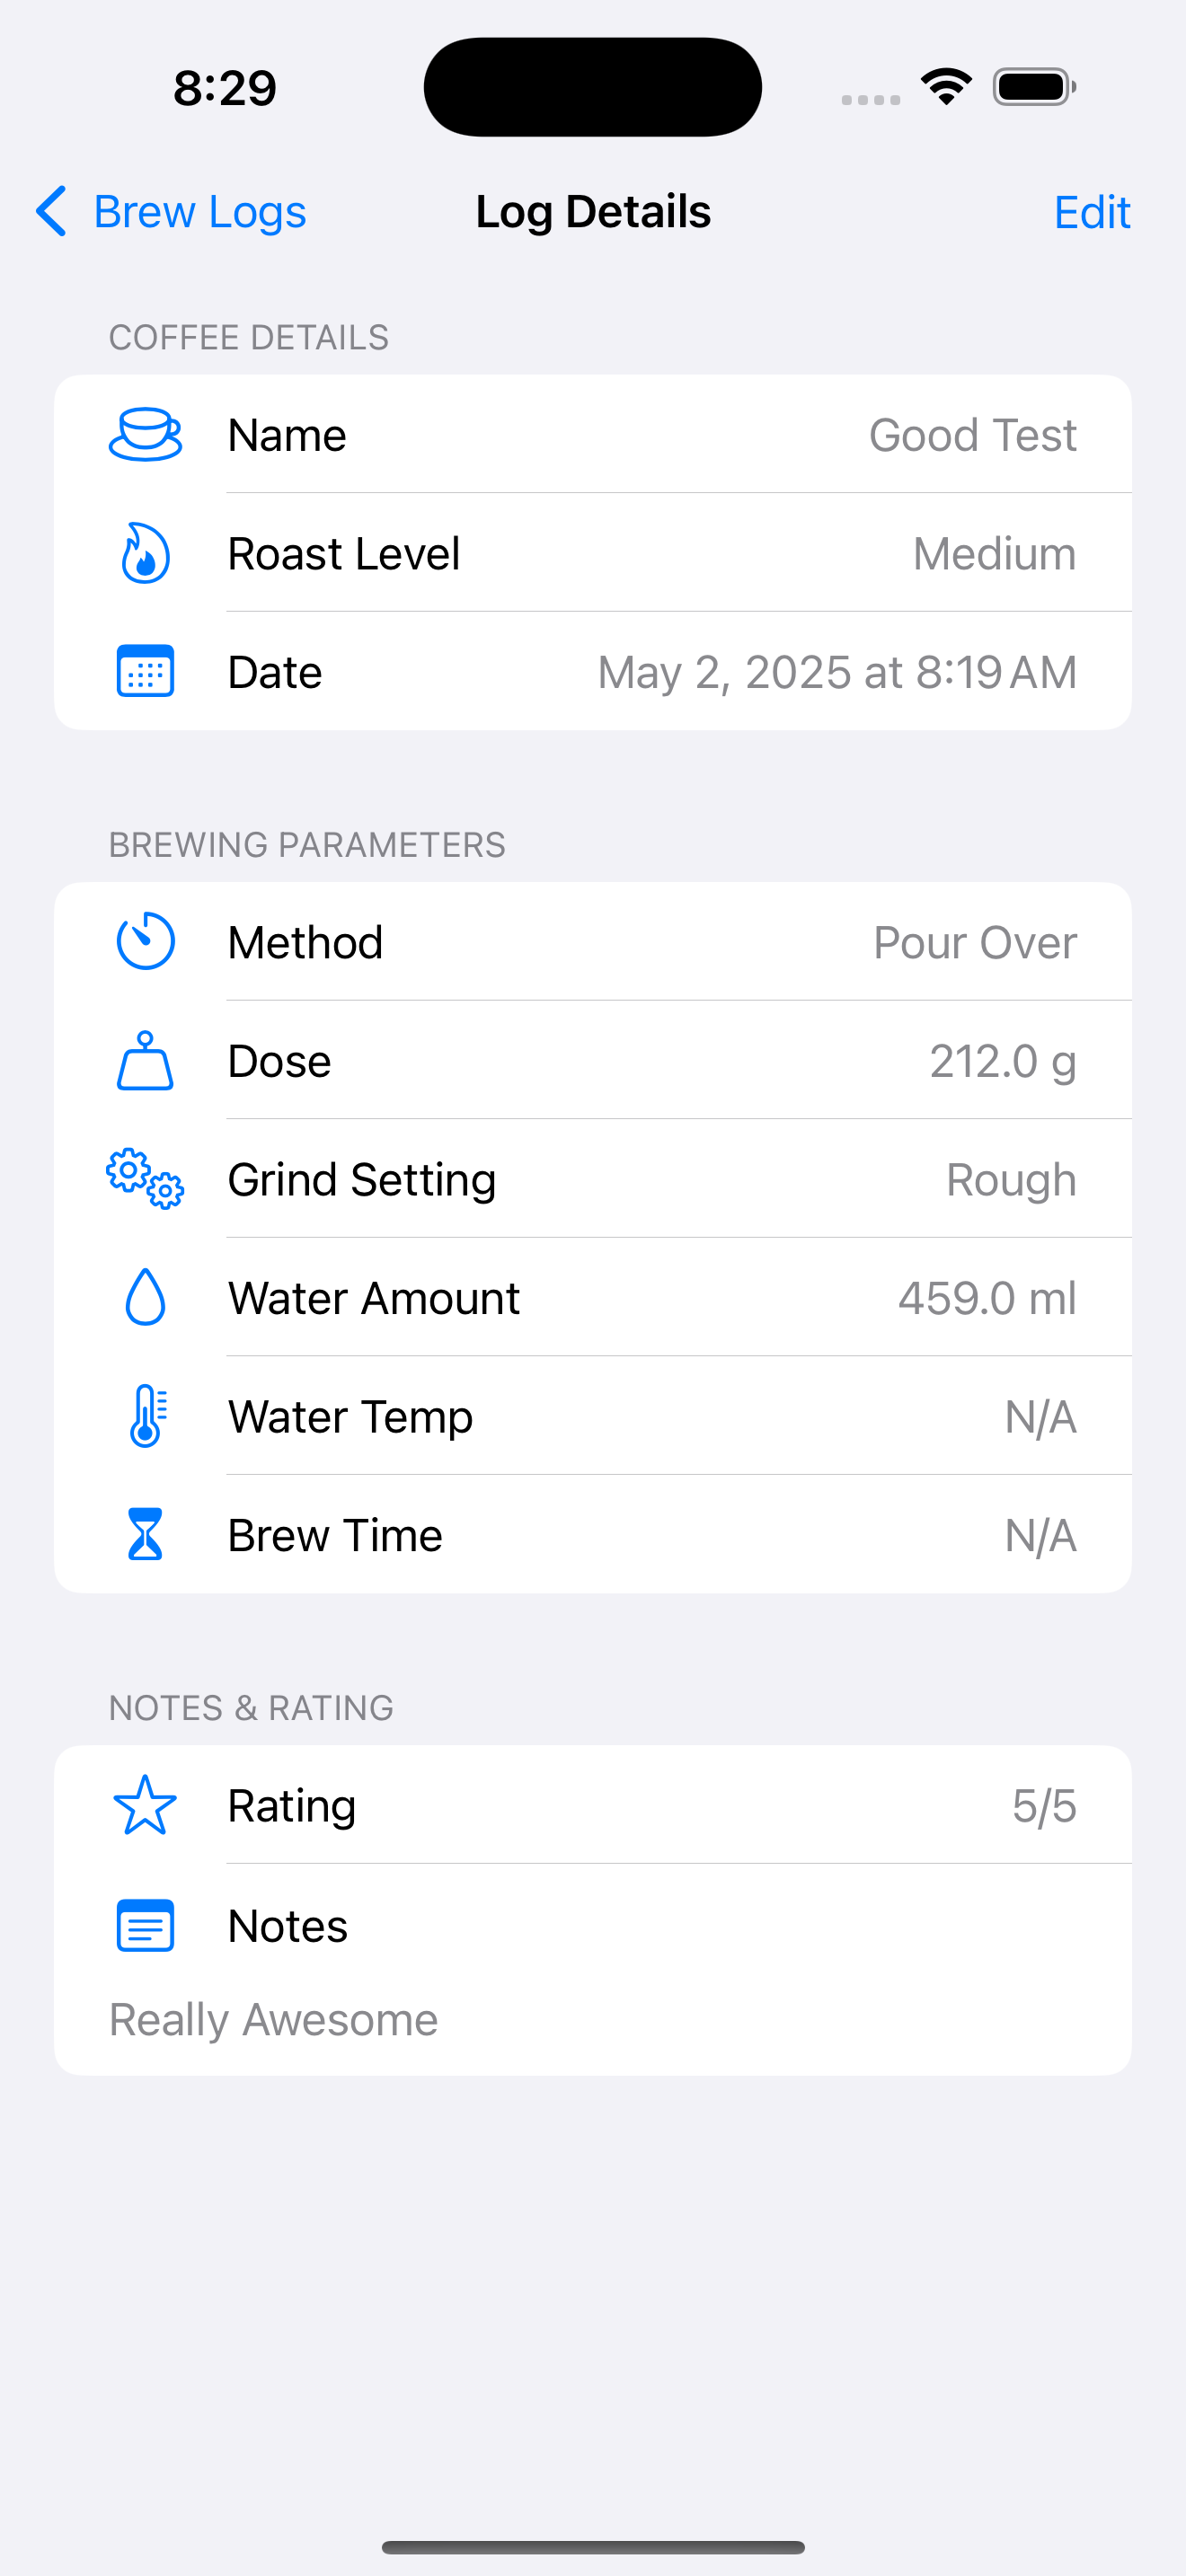 8:29
Brew Logs Log Details Edit
COFFEE DETAILS
Name Good Test
Roast Level Medium
Date May 2, 2025 at 8:19 AM
BREWING PARAMETERS
Method Pour Over
Dose 212.0 g
Grind Setting Rough
Water Amount 459.0 ml
Water Temp N/A
Brew Time N/A
NOTES & RATING
Rating 5/5
Notes
Really Awesome